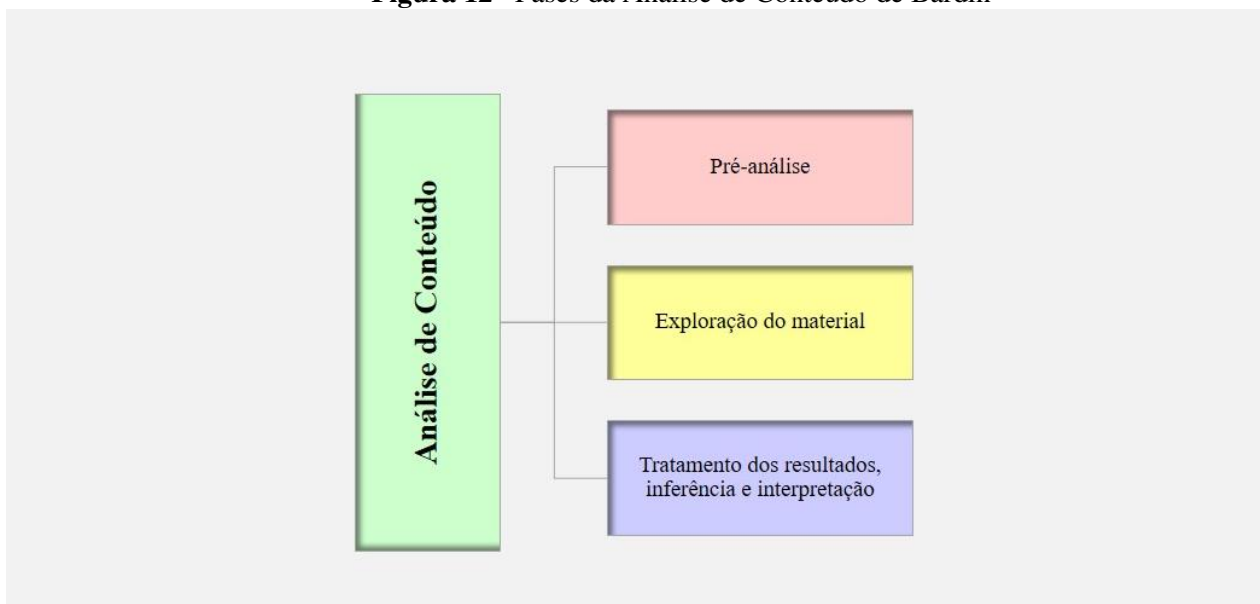 Figura 12 - Fases da Análise de Conteúdo de Bardin
Análise de Conteúdo
Pré-análise
Exploração do material
Tratamento dos resultados,
inferência e interpretação